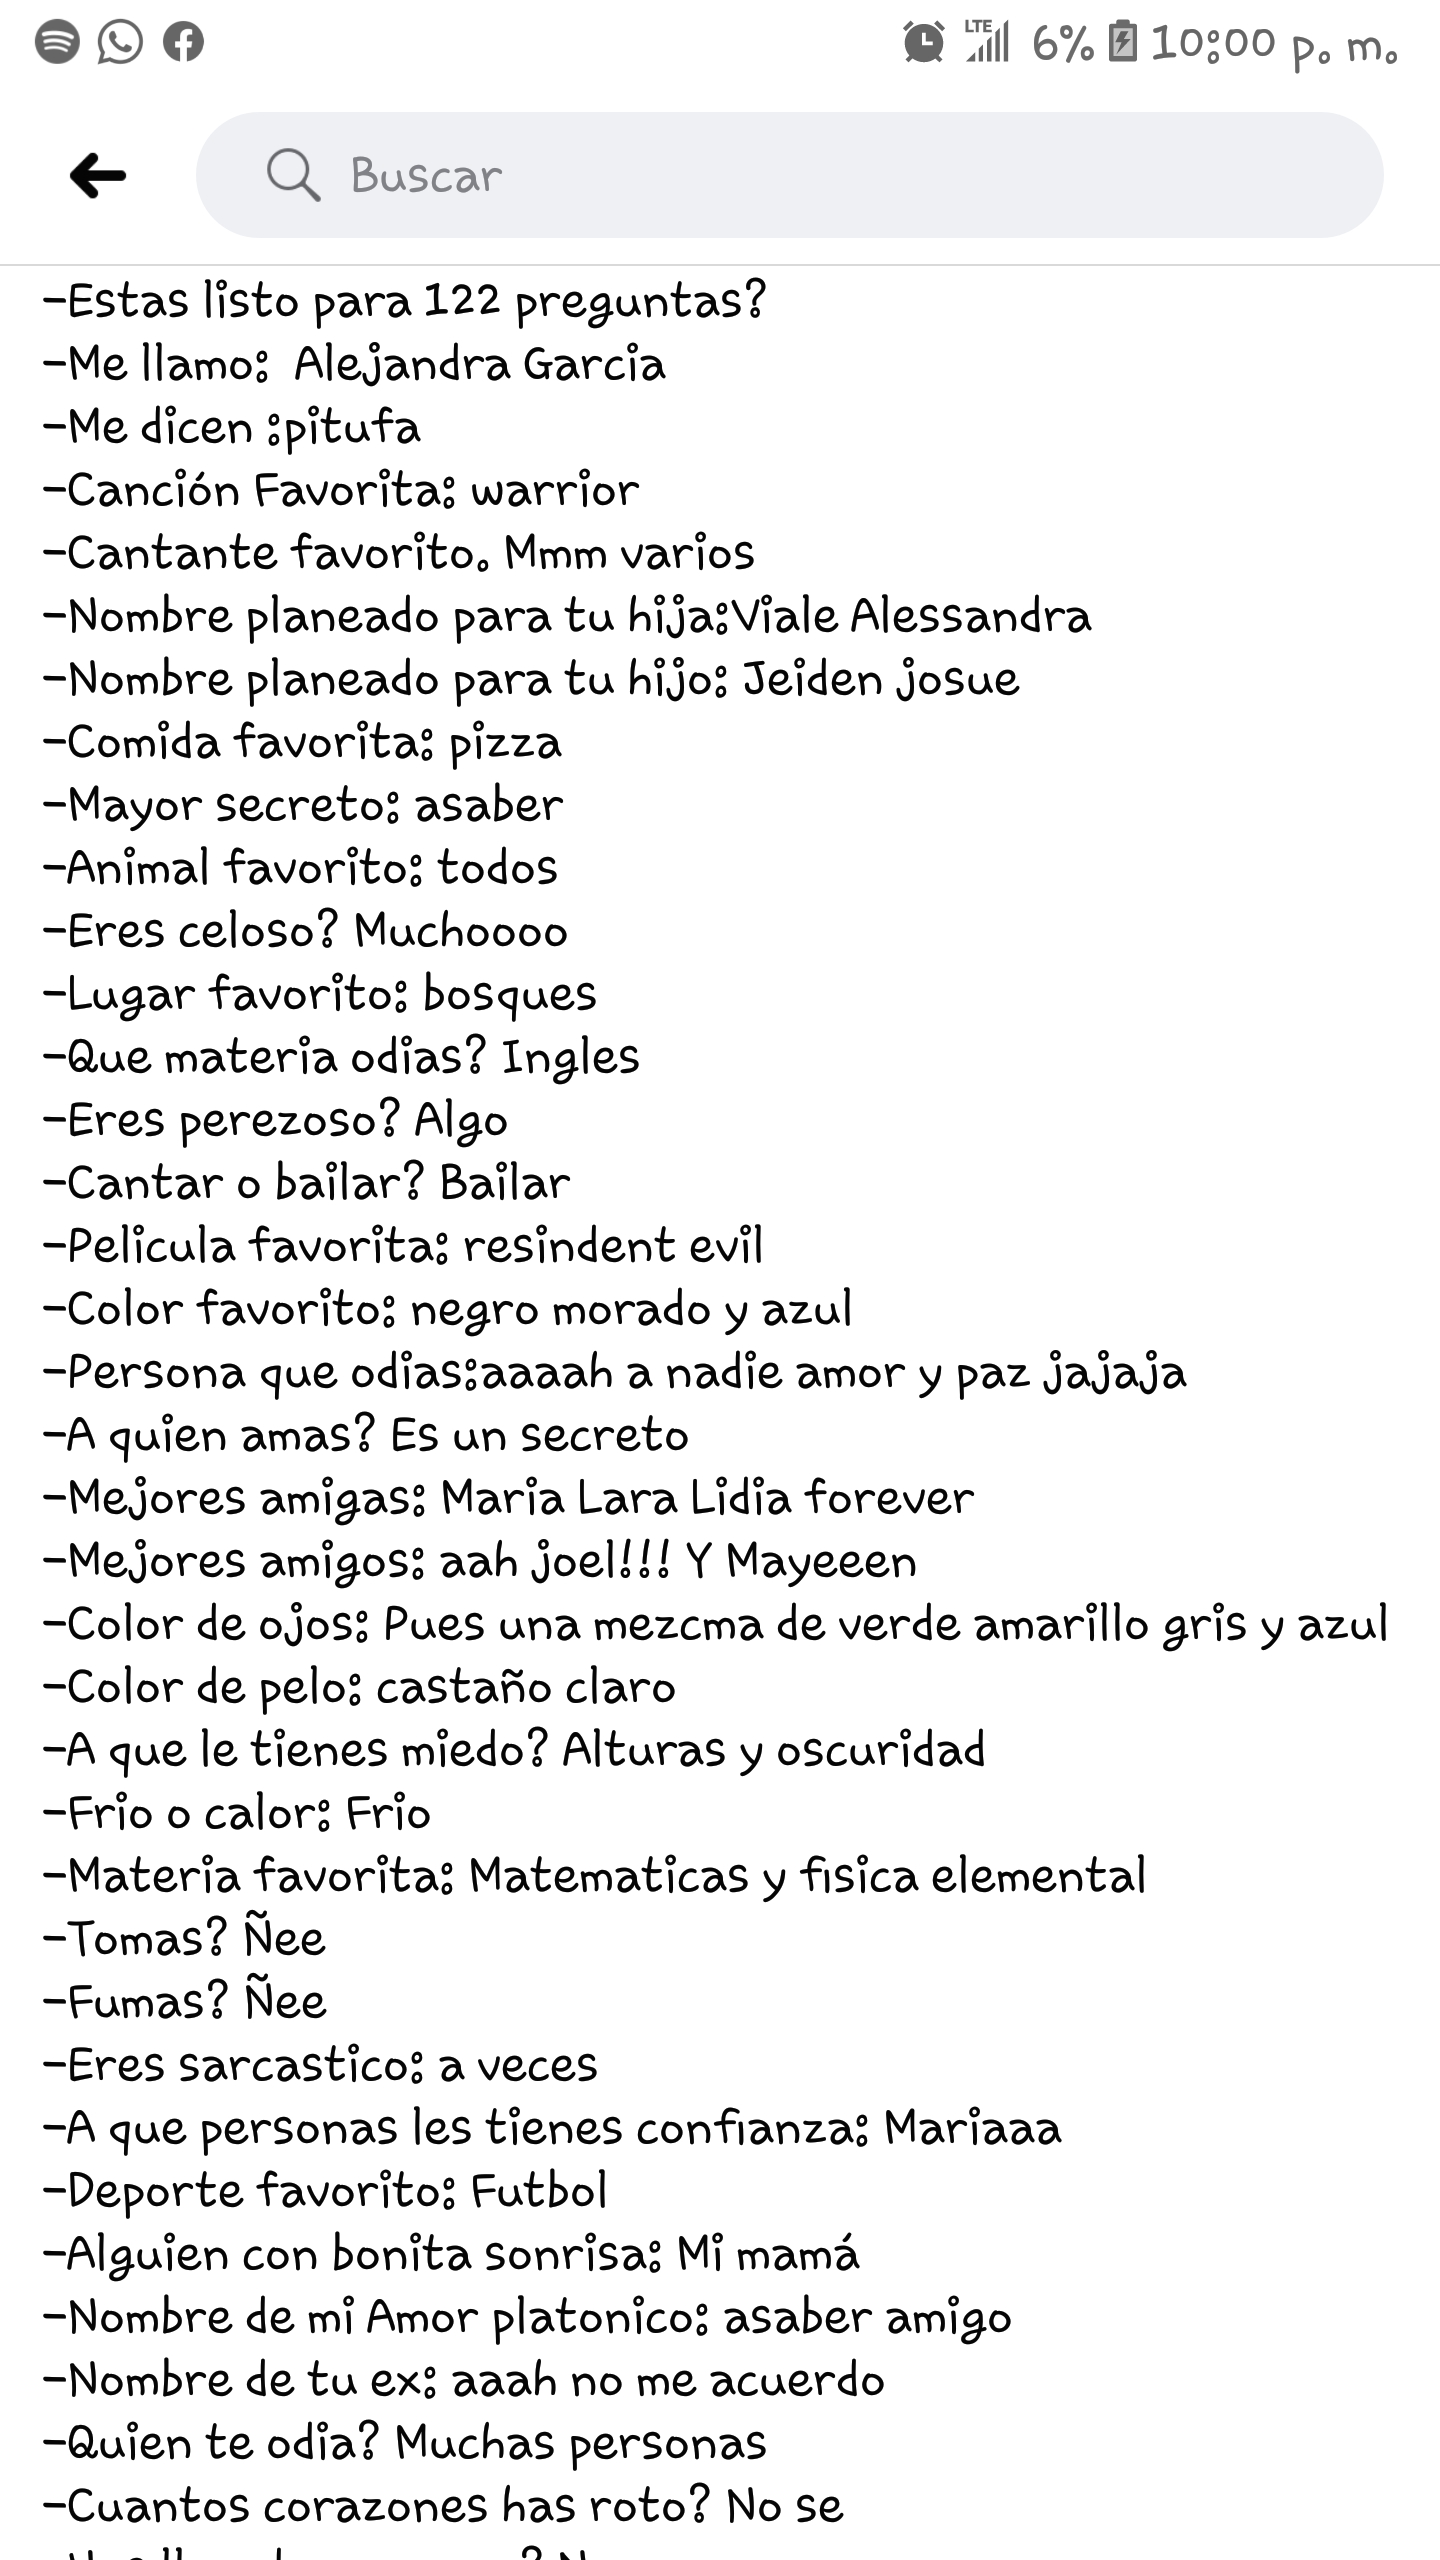 LTE 6% 10:00 p. m.
Buscar
-Estas listo para 122 preguntas?
-Me llamo:  Alejandra Garcia
-Me dicen :pitufa
-Canción Favorita: warrior
-Cantante favorito. Mmm varios
-Nombre planeado para tu hija:Viale Alessandra
-Nombre planeado para tu hijo: Jeiden josue
-Comida favorita: pizza
-Mayor secreto: asaber
-Animal favorito: todos
-Eres celoso? Muchoooo
-Lugar favorito: bosques
-Que materia odias? Ingles
-Eres perezoso? Algo
-Cantar o bailar? Bailar
-Pelicula favorita: resindent evil
-Color favorito: negro morado y azul
-Persona que odias:aaaah a nadie amor y paz jajaja
-A quien amas? Es un secreto
-Mejores amigas: Maria Lara Lidia forever
-Mejores amigos: aah joel!!! Y Mayeeen
-Color de ojos: Pues una mezcma de verde amarillo gris y azul
-Color de pelo: castaño claro
-A que le tienes miedo? Alturas y oscuridad
-Frio o calor: Frio
-Materia favorita: Matematicas y fisica elemental
-Tomas? Ñee
-Fumas? Ñee
-Eres sarcastico: a veces
-A que personas les tienes confianza: Mariaaa
-Deporte favorito: Futbol
-Alguien con bonita sonrisa: Mi mamá
-Nombre de mi Amor platonico: asaber amigo
-Nombre de tu ex: aaah no me acuerdo
-Quien te odia? Muchas personas
-Cuantos corazones has roto? No se